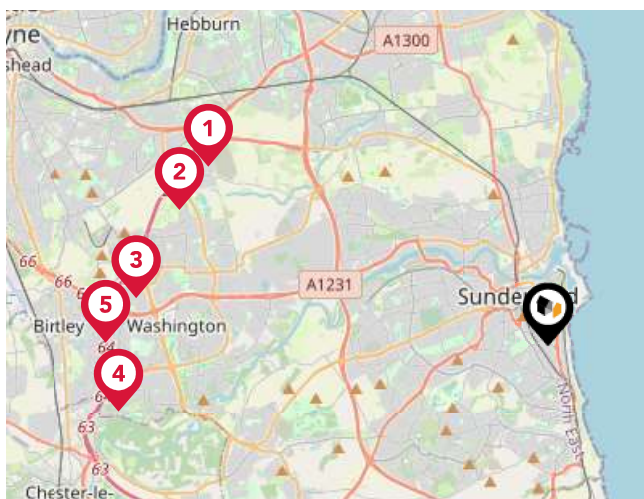 Hebburn
yne
A1300
shead
1
2
3
66
66
A1231
5
Sunder
d
Birtley
Washington
64
4
64
63
63
North East
Chester-le-